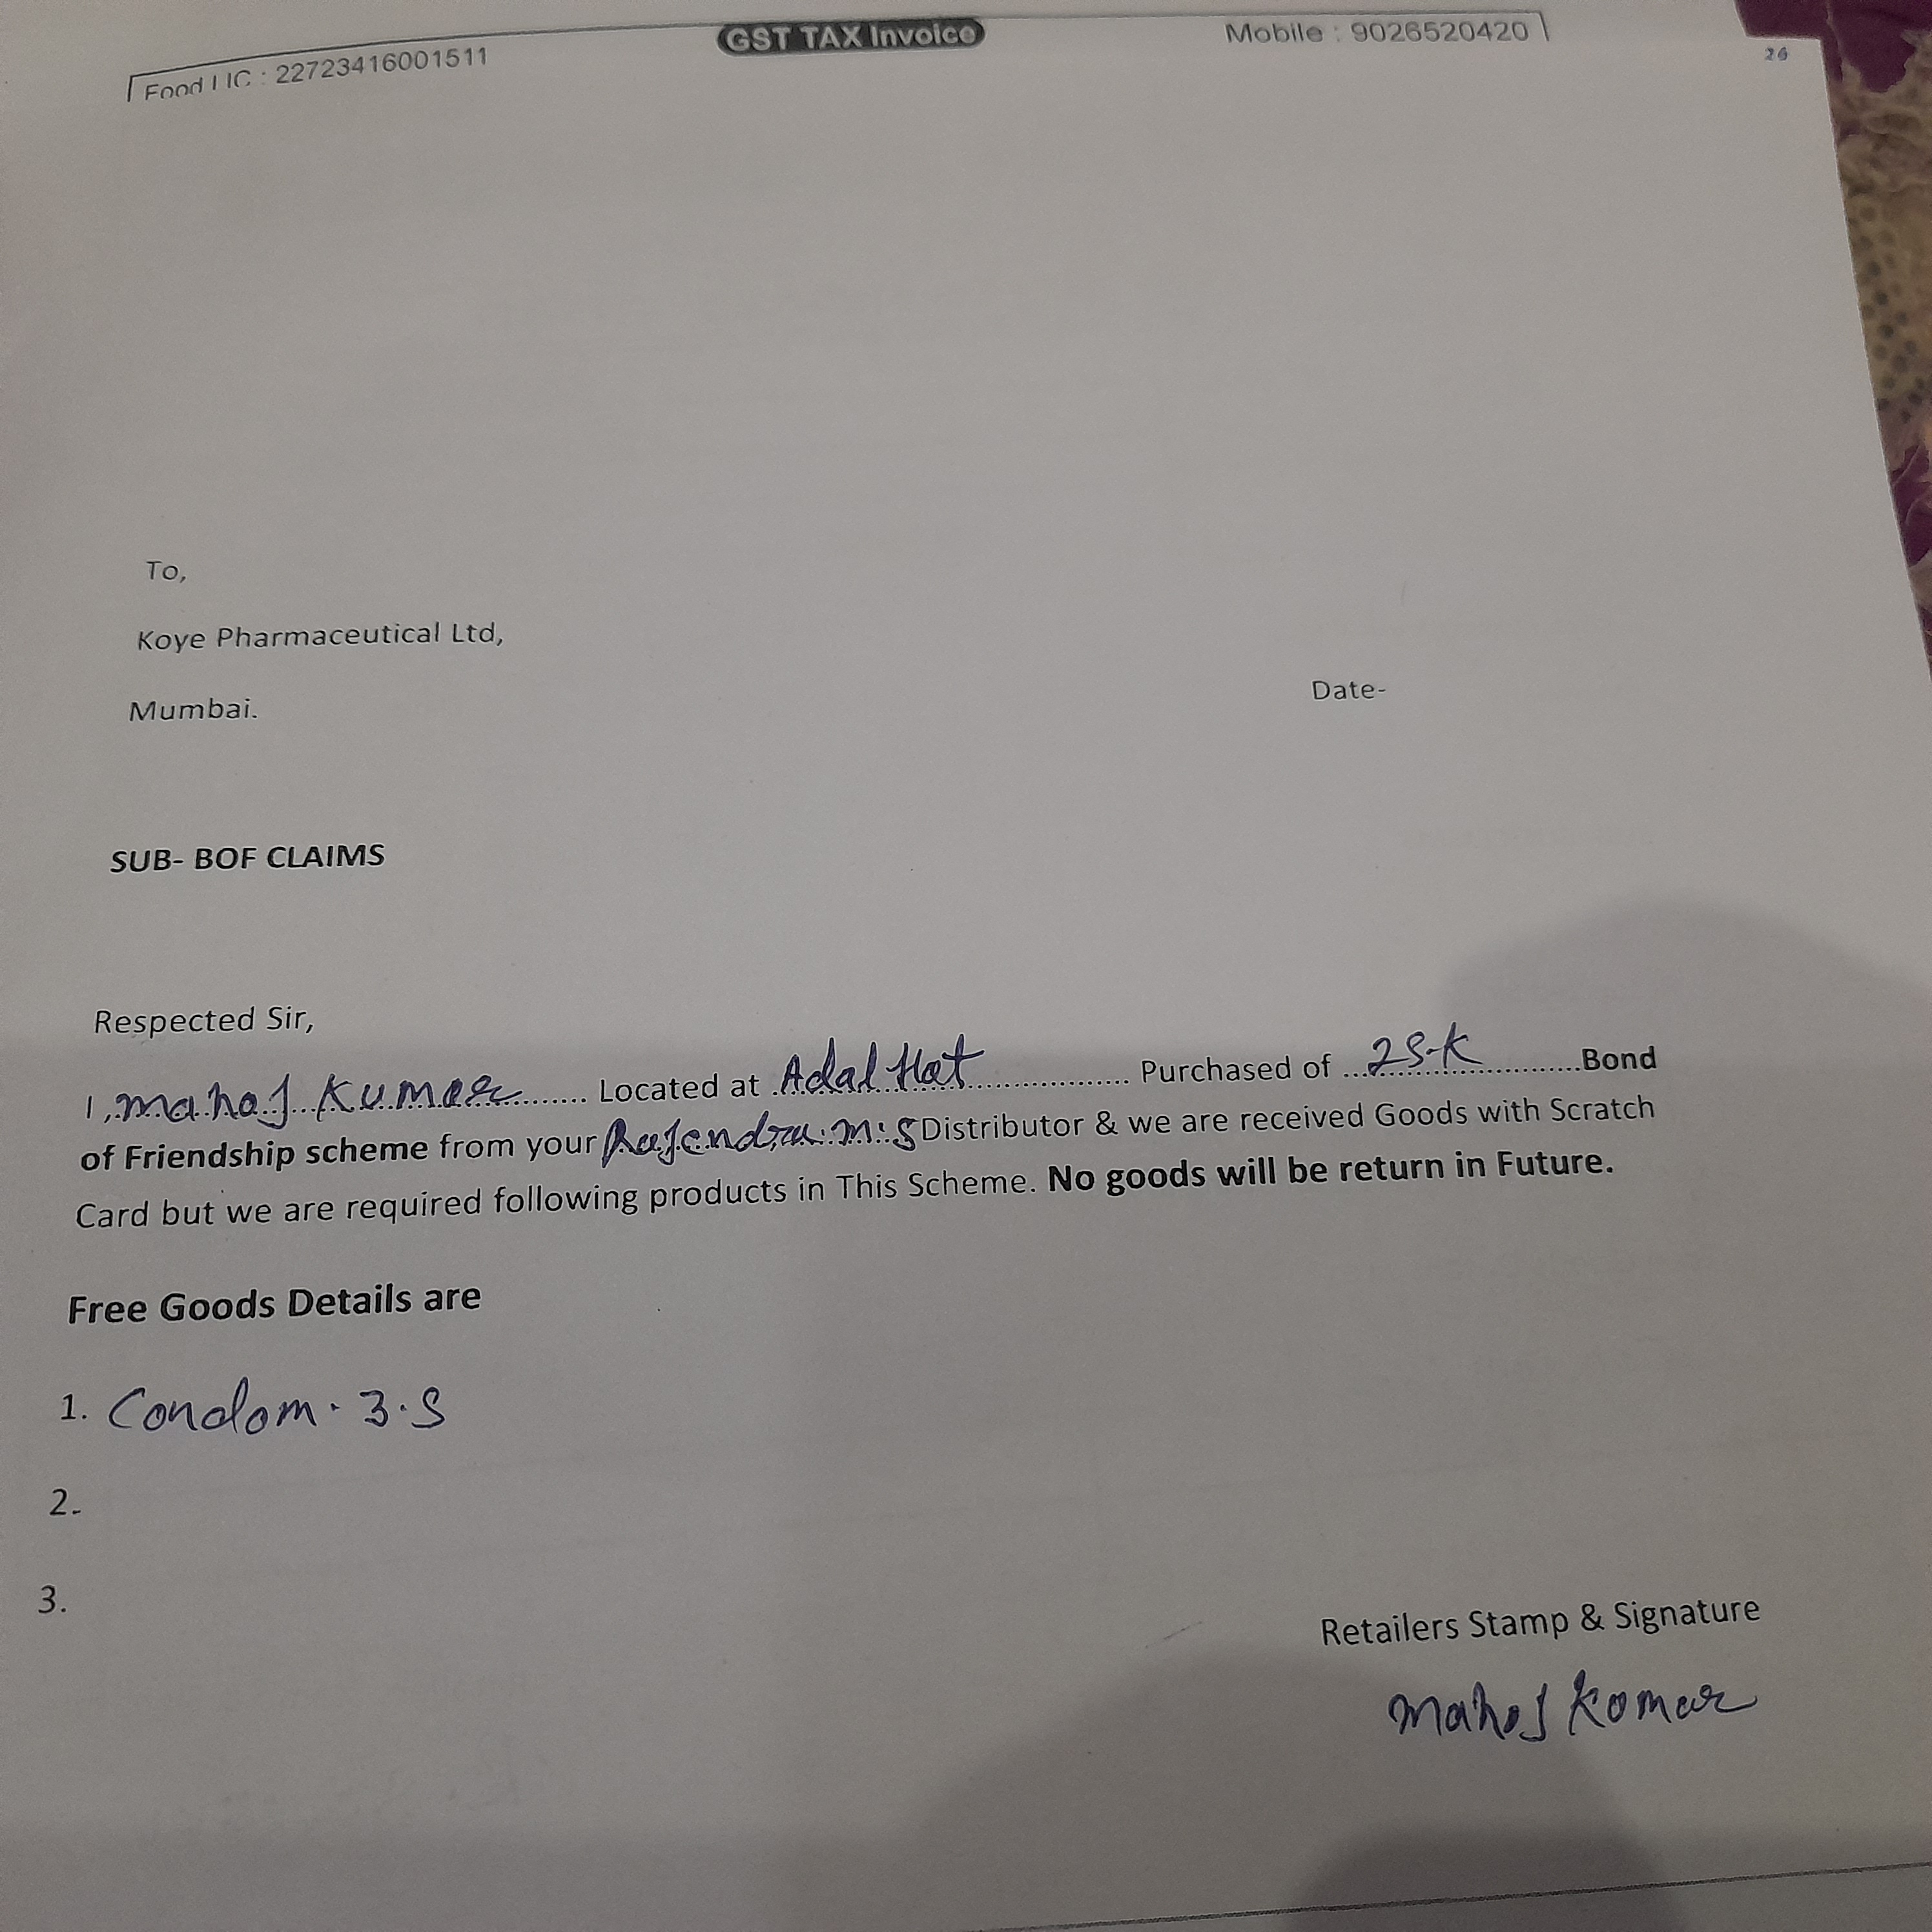 Food LIC : 22723416001511 GST TAX Invoice Mobile : 9026520420
26
To,
Koye Pharmaceutical Ltd,
Mumbai.
Date-
SUB- BOF CLAIMS
Respected Sir,
I, Manoj Kumar Located at Adal Hat Purchased of 25-K Bond
of Friendship scheme from your Rajendra M.S Distributor & we are received Goods with Scratch
Card but we are required following products in This Scheme. No goods will be return in Future.
Free Goods Details are
1. Condom. 3.S
2.
3.
Retailers Stamp & Signature
Manoj Komar